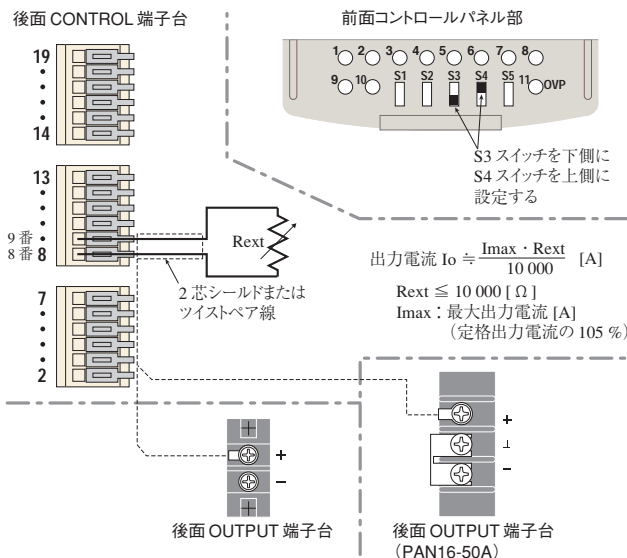 後面 CONTROL 端子台
19
14
13
9番
8番 8
7
2
Rext
2 芯シールドまたは
ツイストペア線
前面コントロールパネル部
1 2 3 4 5 6 7 8
9 10 S1 S2 S3 S4 S5 11 OVP
S3 スイッチを下側に
S4 スイッチを上側に
設定する
出力電流 Io ≒ Imax・Rext [A]
10 000
Rext ≦ 10 000 [Ω]
Imax：最大出力電流 [A]
（定格出力電流の 105 %）
+
−
後面 OUTPUT 端子台
+
⊥
−
後面 OUTPUT 端子台
（PAN16-50A）